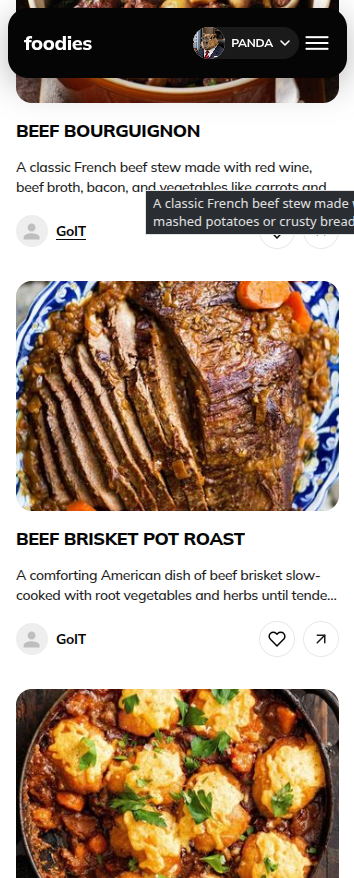 foodies
PANDA
BEEF BOURGUIGNON
A classic French beef stew made with red wine,
beef broth, bacon, and vegetables like carrots and
A classic French beef stew made
mashed potatoes or crusty bread
GoIT
BEEF BRISKET POT ROAST
A comforting American dish of beef brisket slow-
cooked with root vegetables and herbs until tende...
GoIT